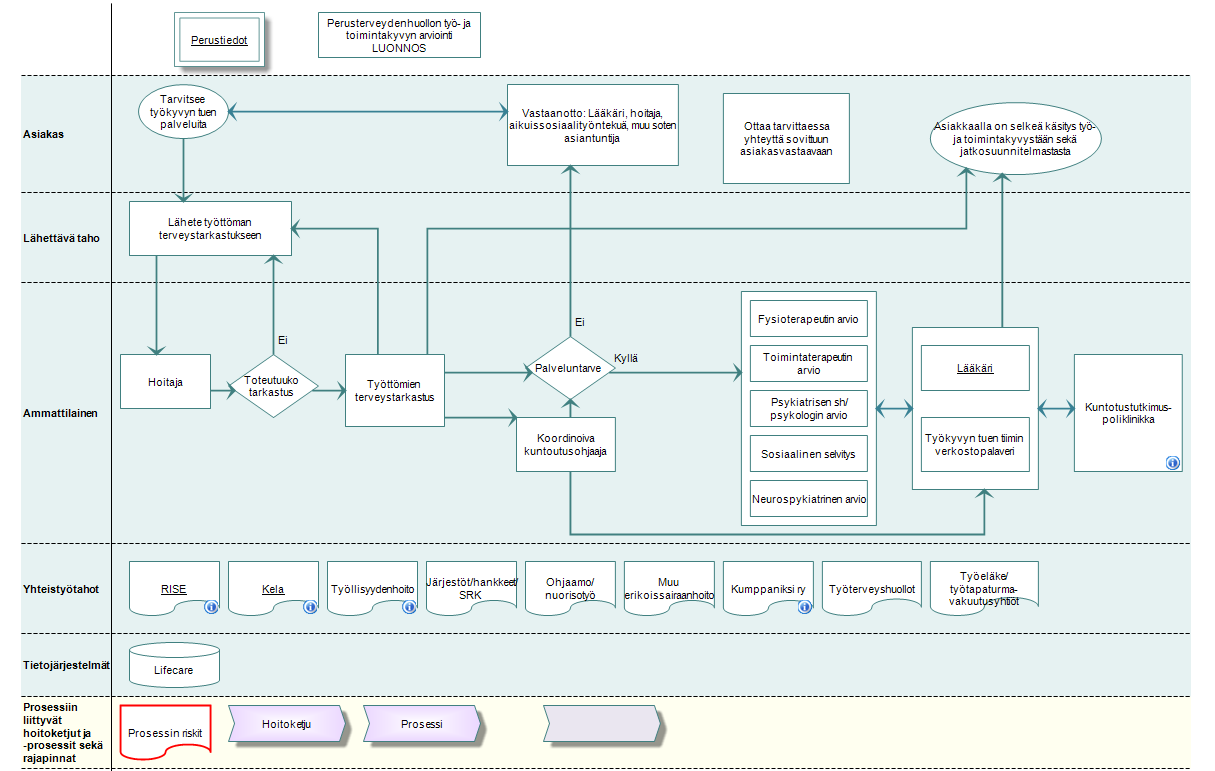 Perustiedot
Perusterveydenhuollon työ- ja
toimintakyvyn arviointi
LUONNOS
Asiakas
Tarvitsee
työkyvyn tuen
palveluita
Vastaanotto: Lääkäri, hoitaja,
aikuissosiaalityöntekuä, muu soten
asiantuntija
Ottaa tarvittaessa
yhteyttä sovittuun
asiakasvastaavaan
Asiakkaalla on selkeä käsitys työ-
ja toimintakyvystään sekä
jatkosuunnitelmastasta
Lähettävä taho
Lähete työttöman
terveystarkastukseen
Ammattilainen
Hoitaja
Toteutuuko
tarkastus
Ei
Työttömien
terveystarkastus
Palveluntarve
Ei
Kyllä
Koordinoiva
kuntoutusohjaaja
Fysioterapeutin arvio
Toimintaterapeutin
arvio
Psykiatrisen sh/
psykologin arvio
Sosiaalinen selvitys
Neurospykiatrinen arvio
Lääkäri
Työkyvyn tuen tiimin
verkostopalaveri
Kuntotustutkimus-
poliklinikka
Yhteistyötahot
RISE
Kela
Työllisyydenhoito
Järjestöt/hankkeet/
SRK
Ohjaamo/
nuorisotyö
Muu
erikoissairaanhoito
Kumppaniksi ry
Työterveyshuollot
Työeläke/
työtapaturma-
vakuutusyhtiöt
Tietojärjestelmät
Lifecare
Prosessiin
liittyvät
hoitoketjut ja
-prosessit sekä
rajapinnat
Prosessin riskit
Hoitoketju
Prosessi